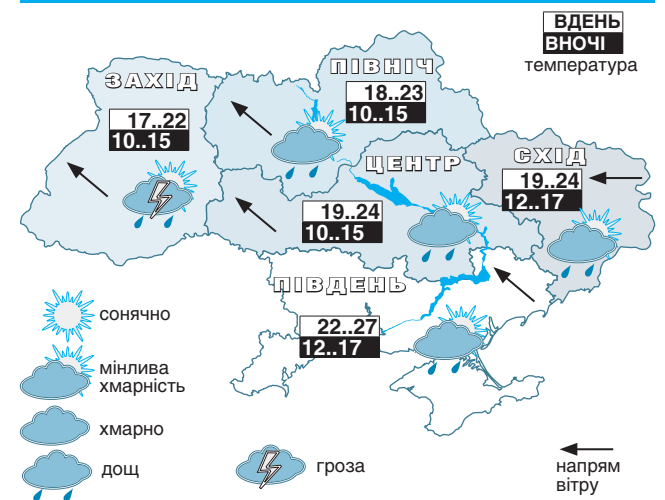 ВДЕНЬ
ВНОЧІ
температура
ЗАХІД
17..22
10..15
ПІВНІЧ
18..23
10..15
ЦЕНТР
19..24
10..15
СХІД
19..24
12..17
ПІВДЕНЬ
22..27
12..17
сонячно
мінлива
хмарність
хмарно
дощ
гроза
напрям
вітру